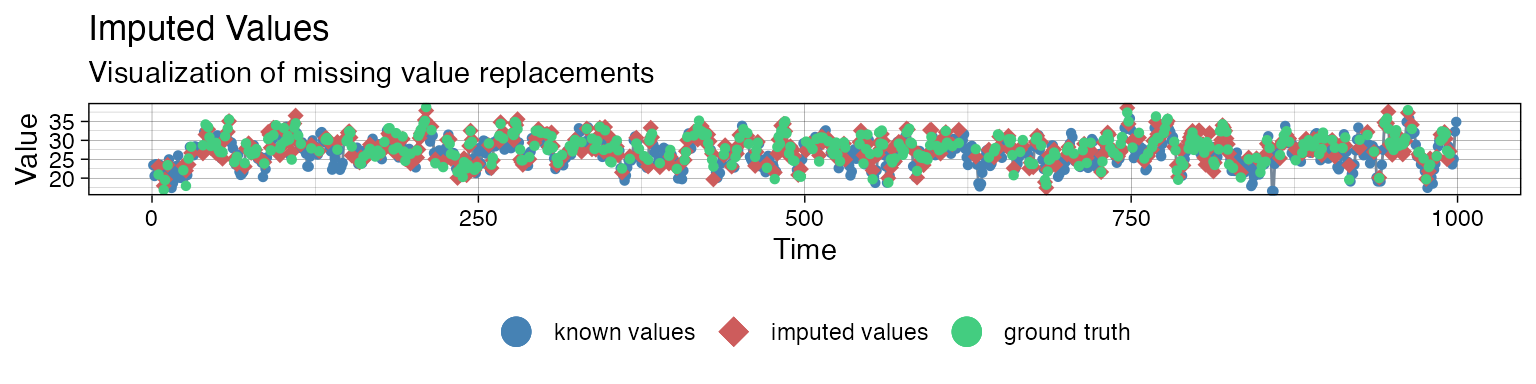 Imputed Values
Visualization of missing value replacements
Value
35
30
25
20
0 250 500 750 1000
Time
known values imputed values ground truth